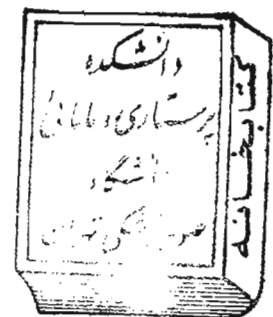 دانشکده
پرستاری و مامائی
دانشگاه
علوم پزشکی تهران
کتابخانه